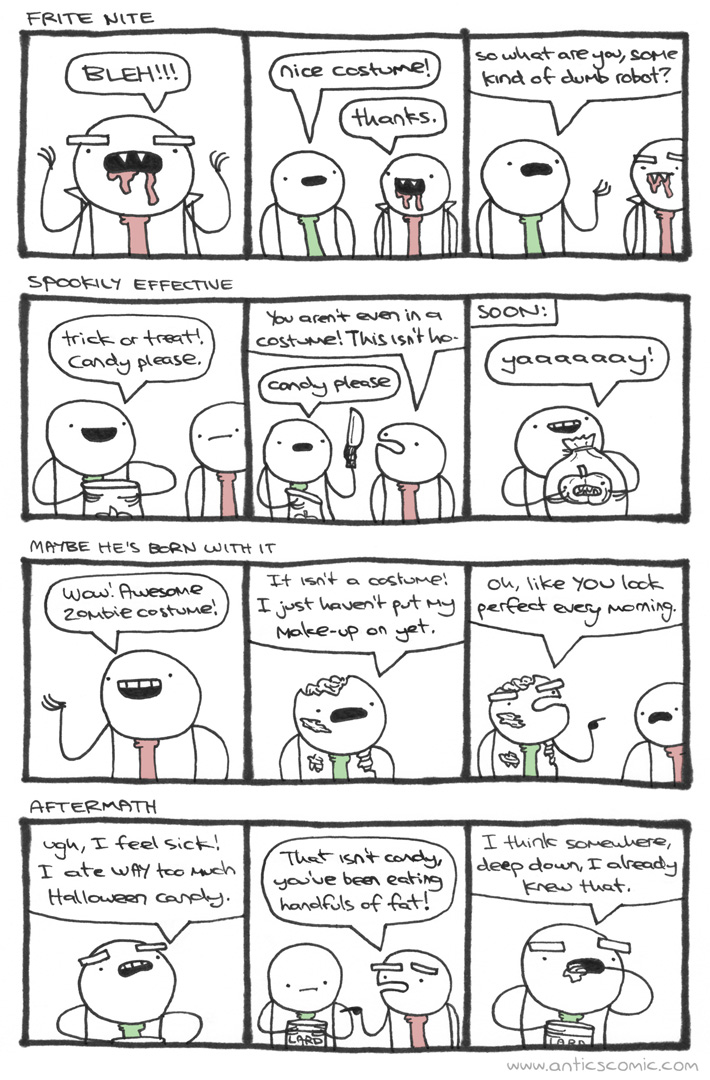 FRITE NITE
BLEH!!!
nice costume!
thanks.
so what are you, some
kind of dumb robot?
SPOOKILY EFFECTIVE
trick or treat!
Candy please.
You aren't even in a
costume! This isn't ho-
candy please
SOON:
yaaaaaay!
MAYBE HE'S BORN WITH IT
Wow! Awesome
zombie costume!
It isn't a costume!
I just haven't put my
make-up on yet.
Oh, like YOU look
perfect every morning.
AFTERMATH
ugh, I feel sick!
I ate WAY too much
Halloween candy.
That isn't candy,
you've been eating
handfuls of fat!
LARD
I think somewhere,
deep down, I already
knew that.
LARD
www.anticscomic.com